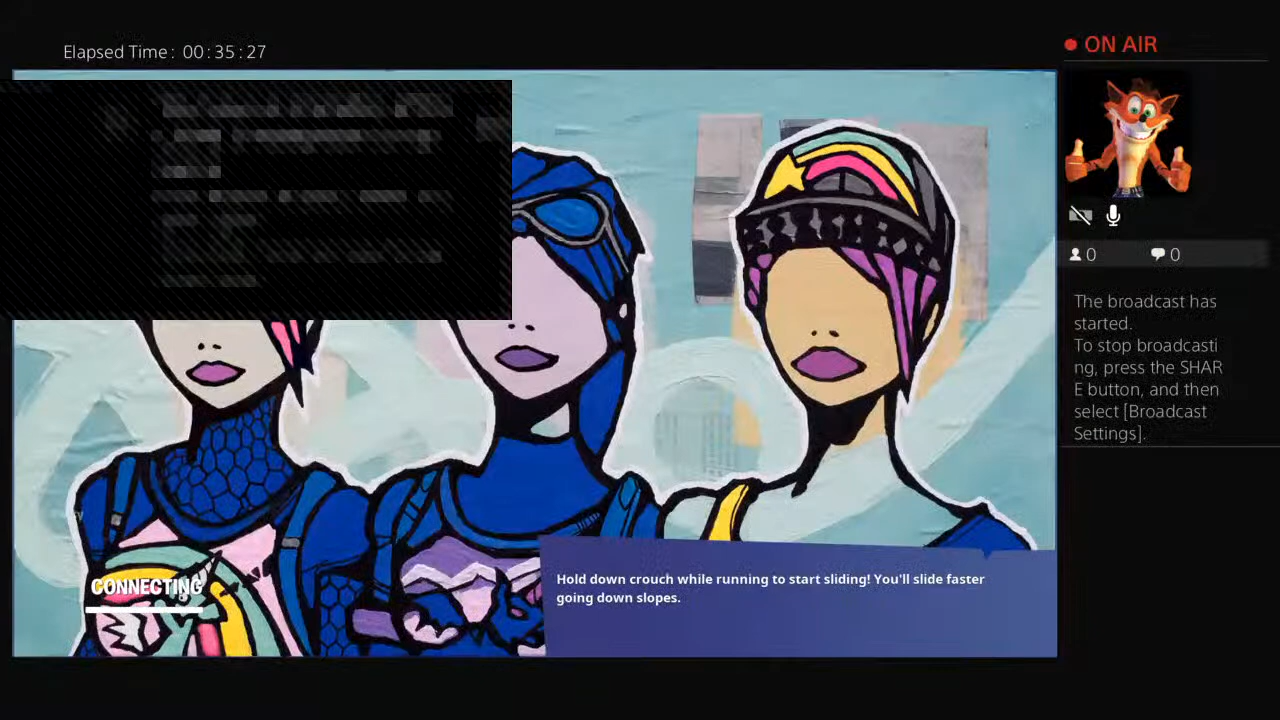 Elapsed Time: 00:35:27
ON AIR
0 0
The broadcast has
started.
To stop broadcasti
ng, press the SHAR
E button, and then
select [Broadcast
Settings].
CONNECTING
Hold down crouch while running to start sliding! You'll slide faster
going down slopes.